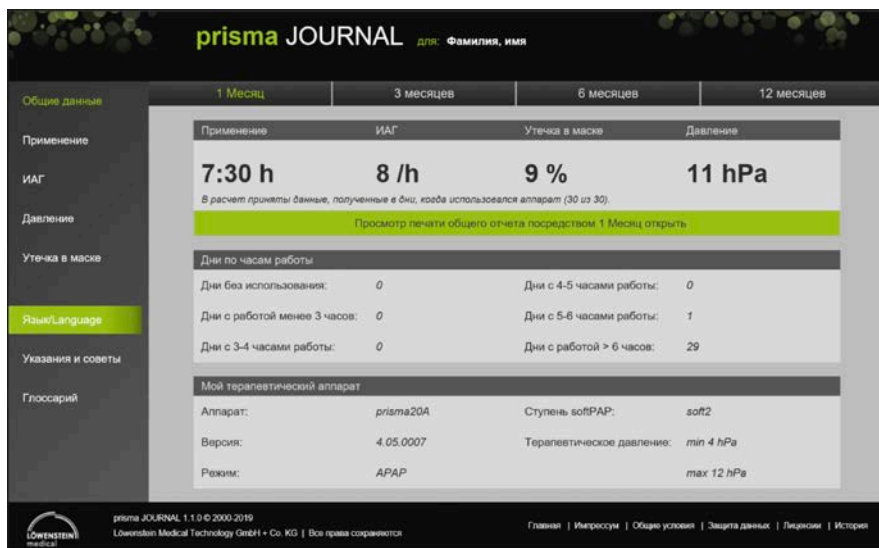 prisma JOURNAL для: Фамилия, имя
Общие данные
Применение
ИАГ
Давление
Утечка в маске
Язык/Language
Указания и советы
Глоссарий
1 Месяц 3 месяцев 6 месяцев 12 месяцев
Применение ИАГ Утечка в маске Давление
7:30 h 8 /h 9 % 11 hPa
В расчет приняты данные, полученные в дни, когда использовался аппарат (30 из 30).
Просмотр печати общего отчета посредством 1 Месяц открыть
Дни по часам работы
Дни без использования: 0 Дни с 4-5 часами работы: 0
Дни с работой менее 3 часов: 0 Дни с 5-6 часами работы: 1
Дни с 3-4 часами работы: 0 Дни с работой > 6 часов: 29
Мой терапевтический аппарат
Аппарат: prisma20A Ступень softPAP: soft2
Версия: 4.05.0007 Терапевтическое давление: min 4 hPa
Режим: APAP max 12 hPa
LÖWENSTEIN
medical
prisma JOURNAL 1.1.0 © 2000-2019
Löwenstein Medical Technology GmbH + Co. KG | Все права сохраняются
Главная | Импрессум | Общие условия | Защита данных | Лицензии | История